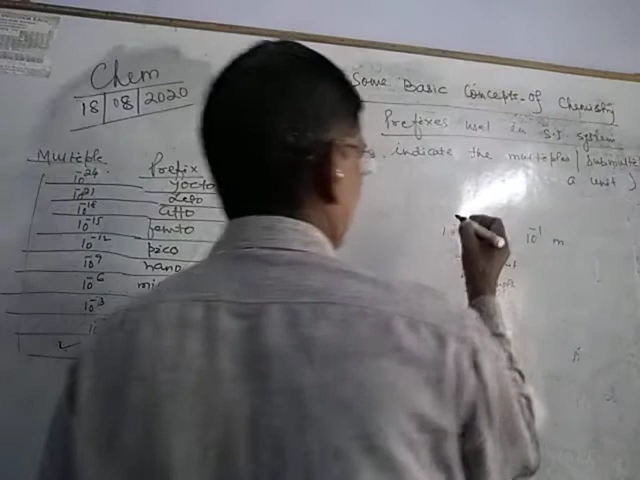 Chem
18 | 08 | 2020
Some Basic Concepts of Chemistry
Prefixes use in S.I. system
indicate the multiples / submultiples
a unit )
Multiple Prefix
10⁻²⁴ yocto
10⁻²¹ Zepto
10⁻¹⁸ atto
10⁻¹⁵ femto
10⁻¹² pico
10⁻⁹ nano
10⁻⁶ mic
10⁻³
10⁻¹ m